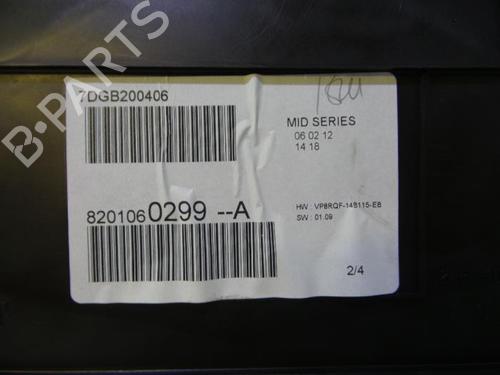 B-PARTS
7DGB200406
MID SERIES
06 02 12
14 18
8201060299 --A
HW : VP8RQF-14B115-EB
SW : 01.09
2/4